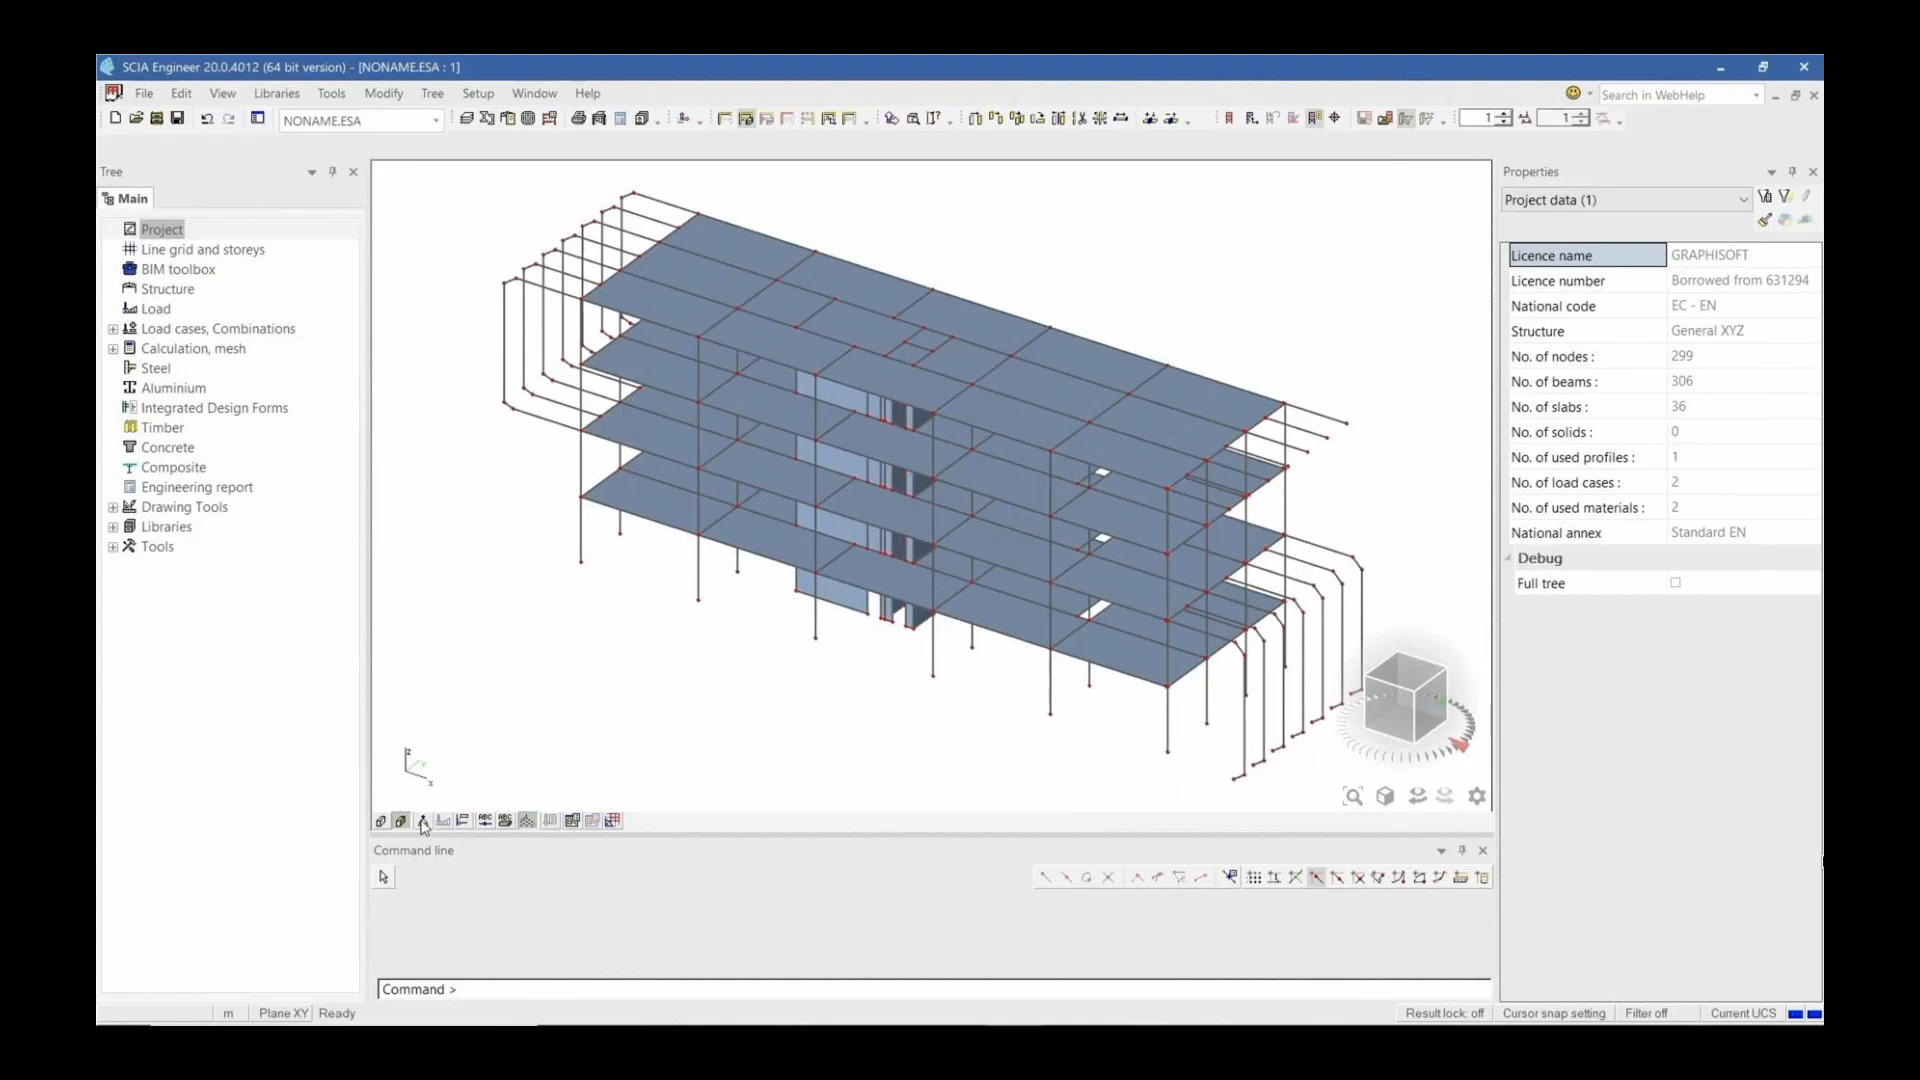 SCIA Engineer 20.0.4012 (64 bit version) - [NONAME.ESA : 1]
File Edit View Libraries Tools Modify Tree Setup Window Help
Search in WebHelp
NONAME.ESA
1
1
Tree
Main
Project
Line grid and storeys
BIM toolbox
Structure
Load
Load cases, Combinations
Calculation, mesh
Steel
Aluminium
Integrated Design Forms
Timber
Concrete
Composite
Engineering report
Drawing Tools
Libraries
Tools
z
Y
x
ABC
ABC
Properties
Project data (1)
Licence name GRAPHISOFT
Licence number Borrowed from 631294
National code EC - EN
Structure General XYZ
No. of nodes : 299
No. of beams : 306
No. of slabs : 36
No. of solids : 0
No. of used profiles : 1
No. of load cases : 2
No. of used materials : 2
National annex Standard EN
Debug
Full tree
Command line
Command >
m Plane XY Ready
Result lock: off Cursor snap setting Filter off Current UCS